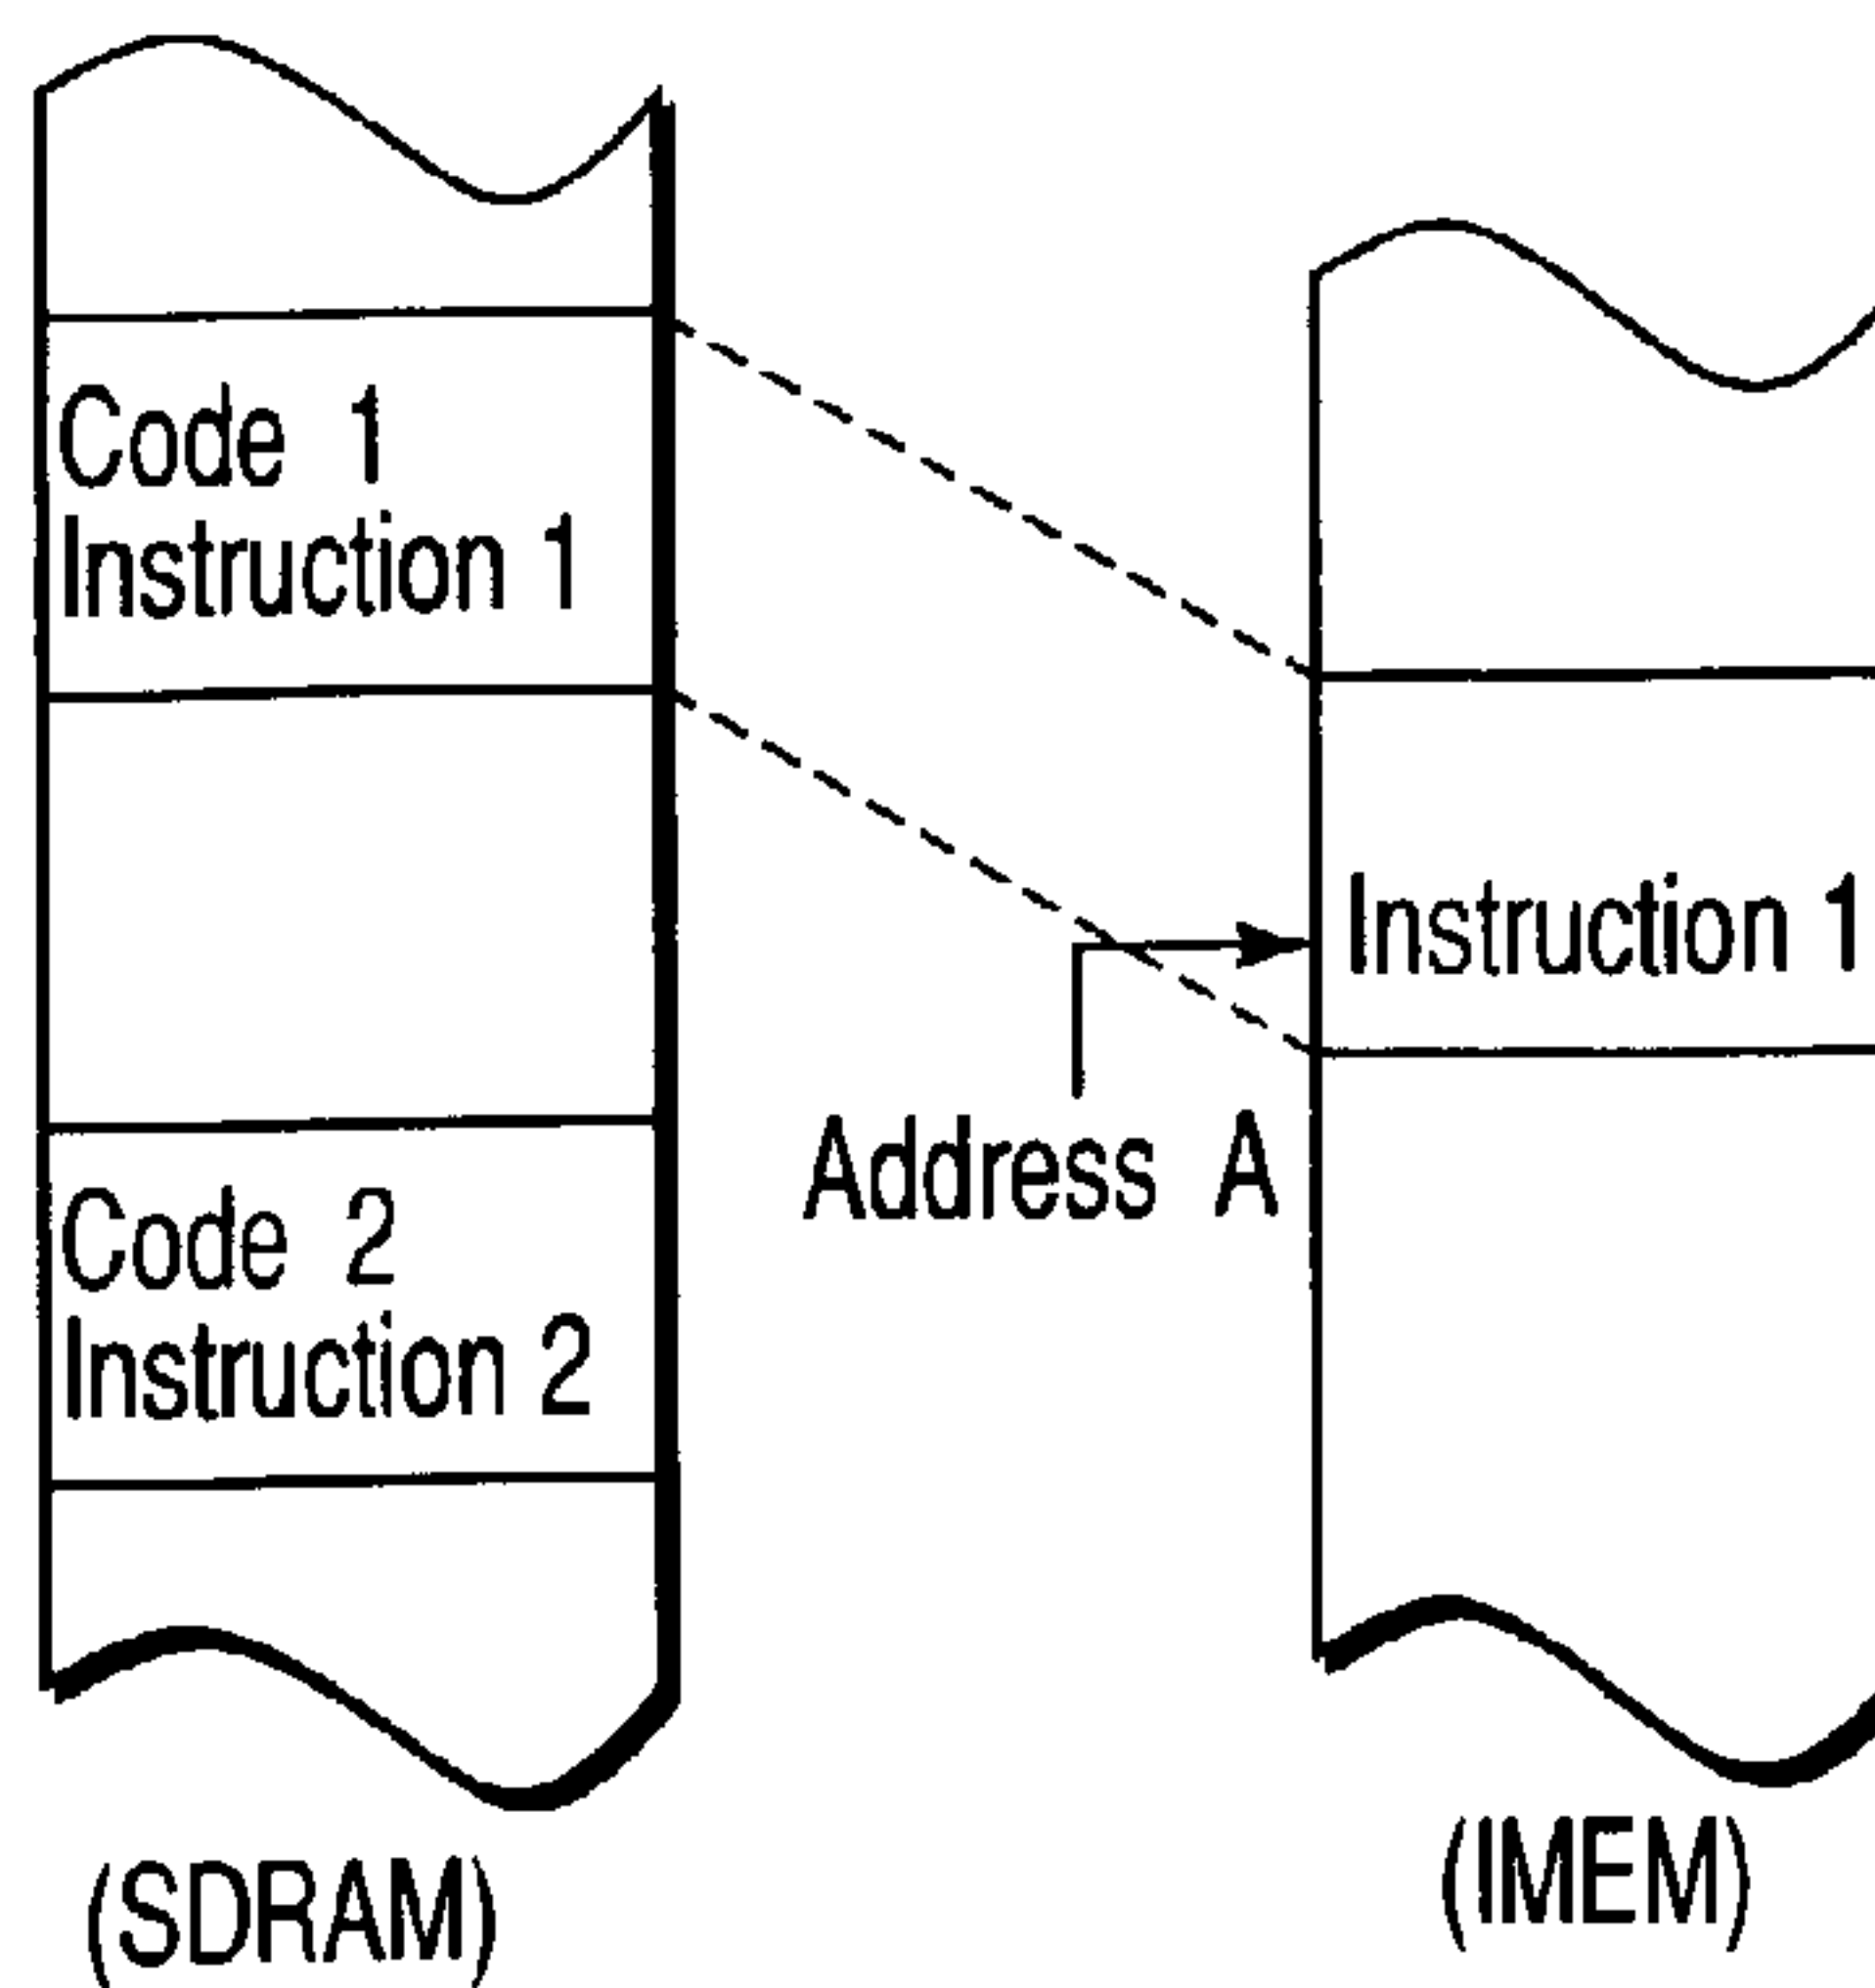 Code 1
Instruction 1
Instruction 1
Address A
Code 2
Instruction 2
(SDRAM)
(IMEM)